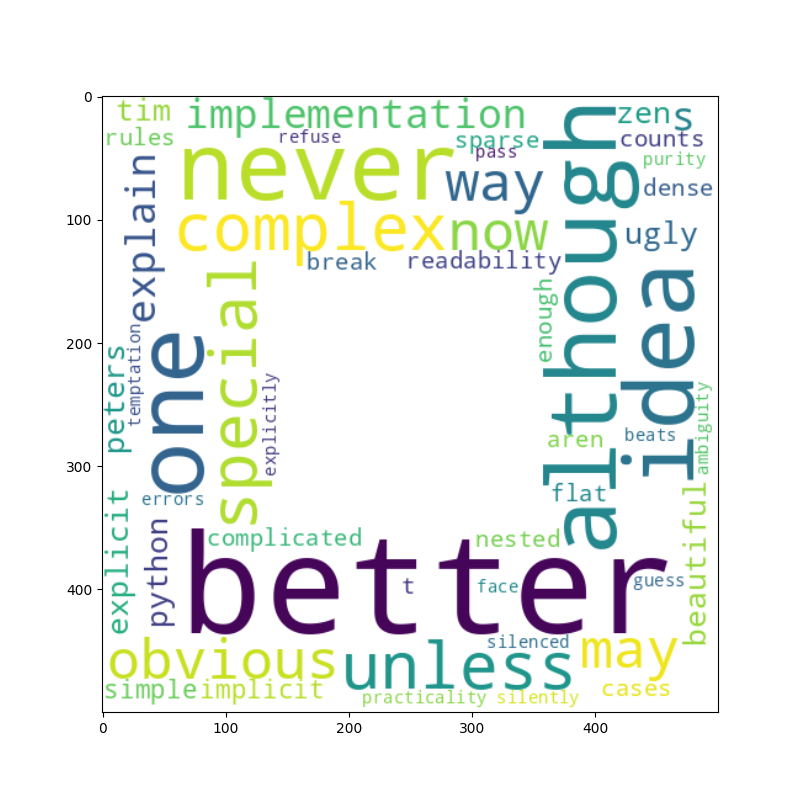 0
tim implementation zen s
rules refuse sparse counts
never pass purity
way dense
100
complex now although ugly
explain break readability
special enough idea
200
one
peters temptation
explicitly ambiguity
aren beats
300
errors flat
explicit python beautiful
complicated nested
400
better t face guess
silenced
obvious unless may
simple implicit practicality silently cases
0 100 200 300 400